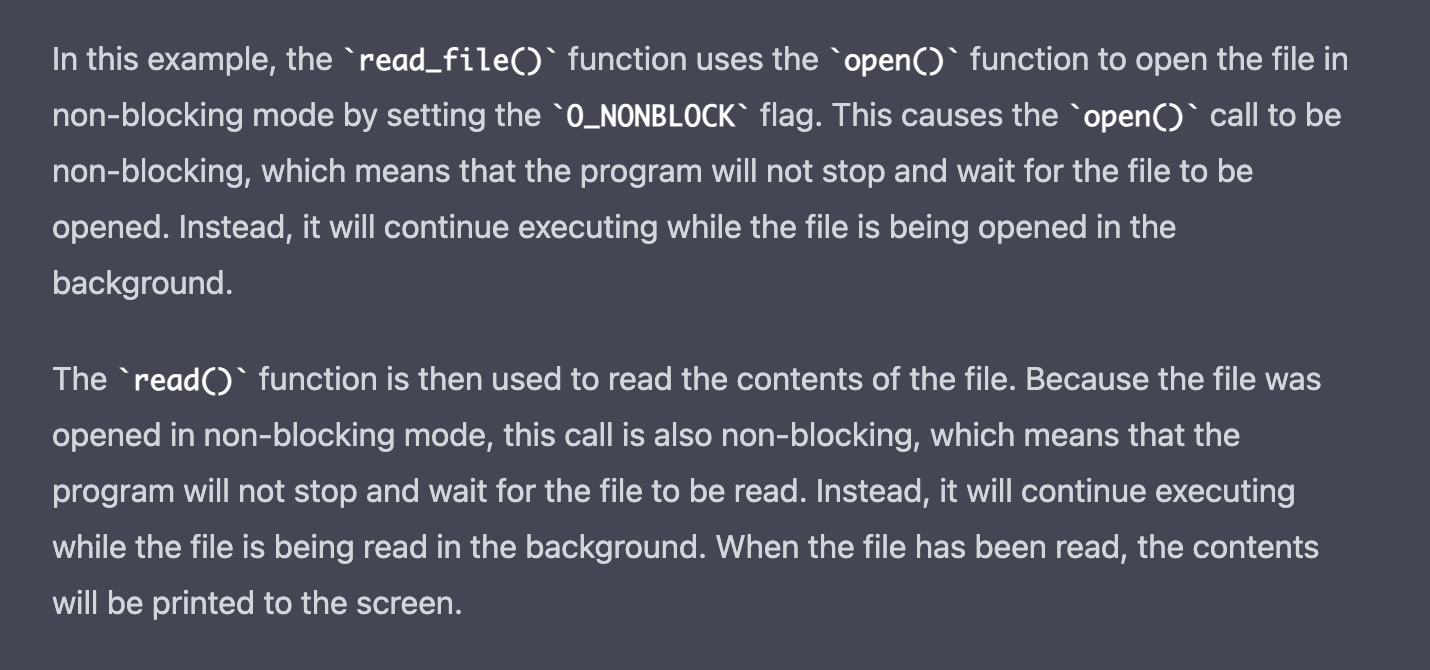 In this example, the `read_file()` function uses the `open()` function to open the file in
non-blocking mode by setting the `O_NONBLOCK` flag. This causes the `open()` call to be
non-blocking, which means that the program will not stop and wait for the file to be
opened. Instead, it will continue executing while the file is being opened in the
background.
The `read()` function is then used to read the contents of the file. Because the file was
opened in non-blocking mode, this call is also non-blocking, which means that the
program will not stop and wait for the file to be read. Instead, it will continue executing
while the file is being read in the background. When the file has been read, the contents
will be printed to the screen.